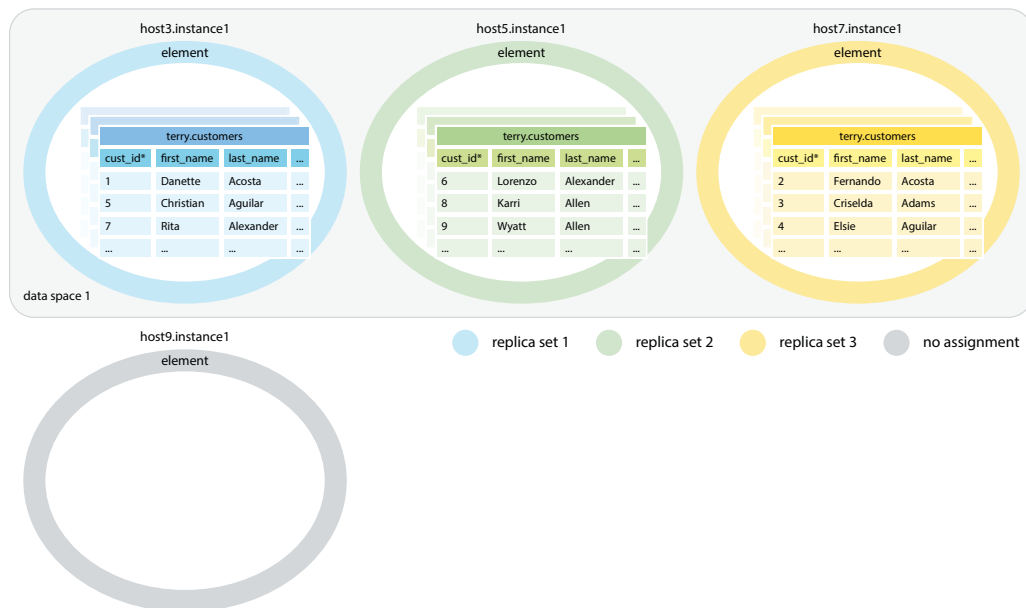 host3.instance1 host5.instance1 host7.instance1
element element element
terry.customers terry.customers terry.customers
cust_id* first_name last_name ... cust_id* first_name last_name ... cust_id* first_name last_name ...
1 Danette Acosta ... 6 Lorenzo Alexander ... 2 Fernando Acosta ...
5 Christian Aguilar ... 8 Karri Allen ... 3 Criselda Adams ...
7 Rita Alexander ... 9 Wyatt Allen ... 4 Elsie Aguilar ...
... ... ... ... ... ... ... ... ... ... ... ...
data space 1
host9.instance1
replica set 1 replica set 2 replica set 3 no assignment
element